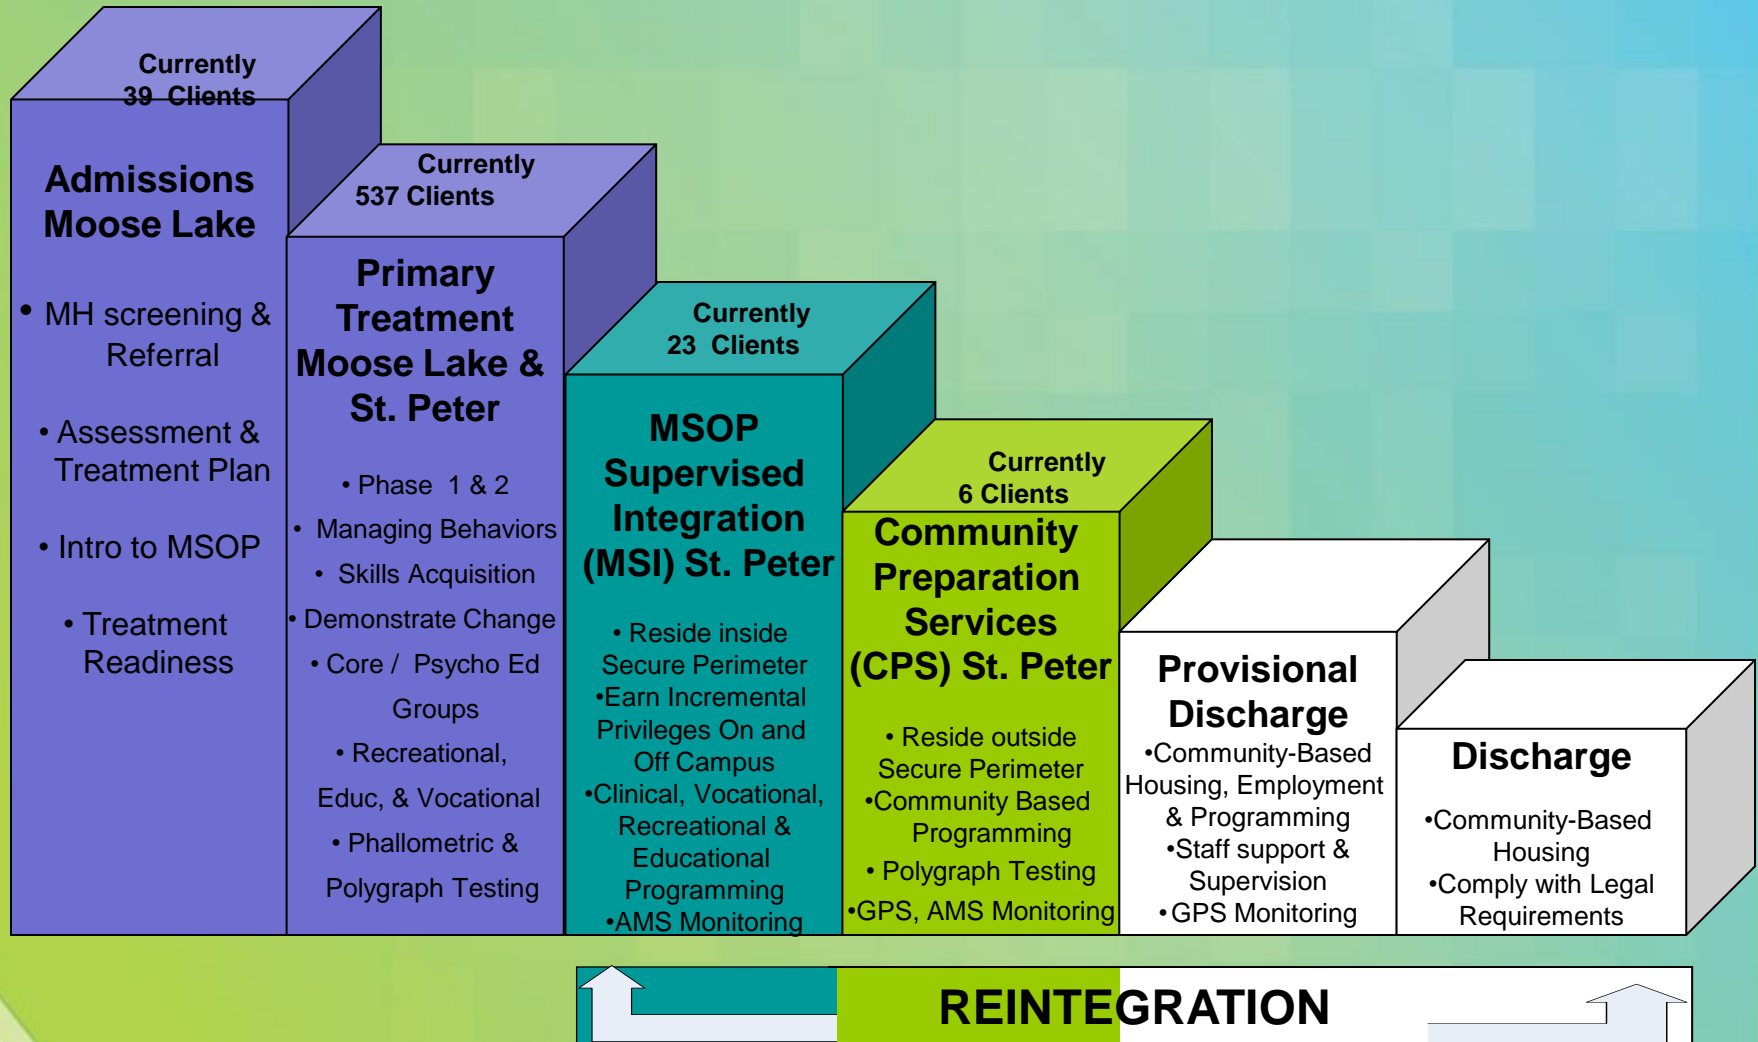 Currently
39 Clients
Admissions
Moose Lake
• MH screening &
Referral
• Assessment &
Treatment Plan
• Intro to MSOP
• Treatment
Readiness
Currently
537 Clients
Primary
Treatment
Moose Lake &
St. Peter
• Phase 1 & 2
• Managing Behaviors
• Skills Acquisition
• Demonstrate Change
• Core / Psycho Ed
Groups
• Recreational,
Educ, & Vocational
• Phallometric &
Polygraph Testing
Currently
23 Clients
MSOP
Supervised
Integration
(MSI) St. Peter
• Reside inside
Secure Perimeter
•Earn Incremental
Privileges On and
Off Campus
•Clinical, Vocational,
Recreational &
Educational
Programming
•AMS Monitoring
Currently
6 Clients
Community
Preparation
Services
(CPS) St. Peter
• Reside outside
Secure Perimeter
•Community Based
Programming
• Polygraph Testing
•GPS, AMS Monitoring
Provisional
Discharge
•Community-Based
Housing, Employment
& Programming
•Staff support &
Supervision
•GPS Monitoring
Discharge
•Community-Based
Housing
•Comply with Legal
Requirements
REINTEGRATION